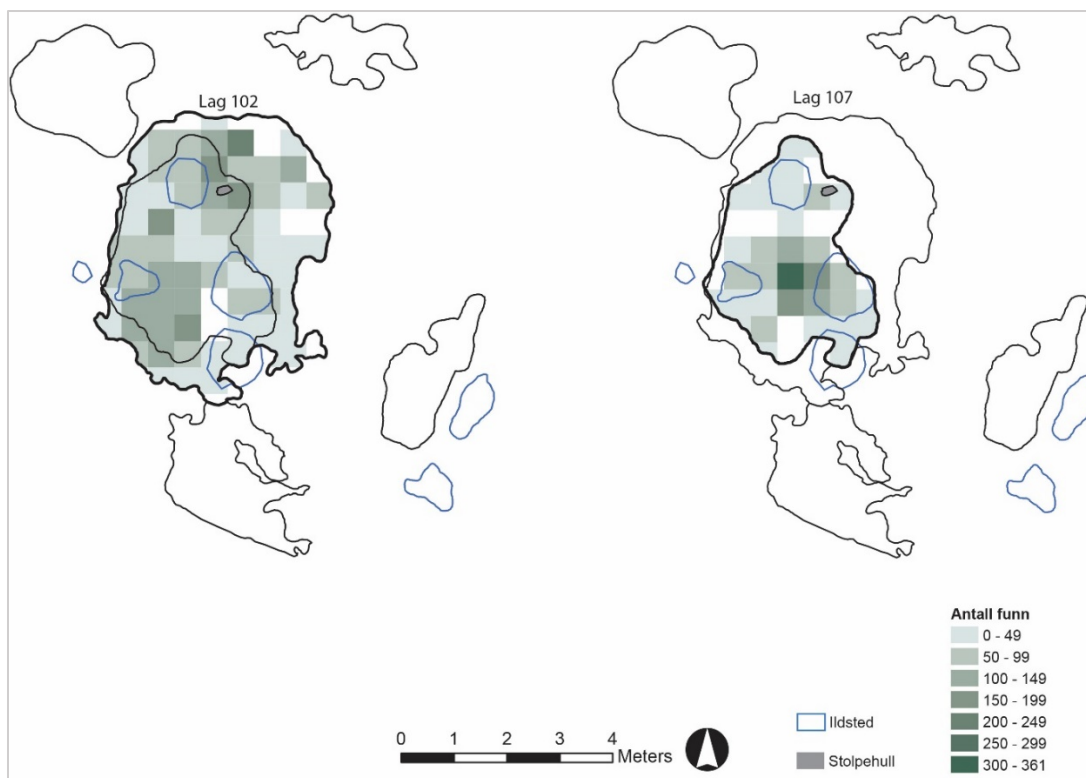 Lag 102
Lag 107
Antall funn
0 - 49
50 - 99
100 - 149
150 - 199
200 - 249
250 - 299
300 - 361
Ildsted
Stolpehull
0 1 2 3 4
Meters